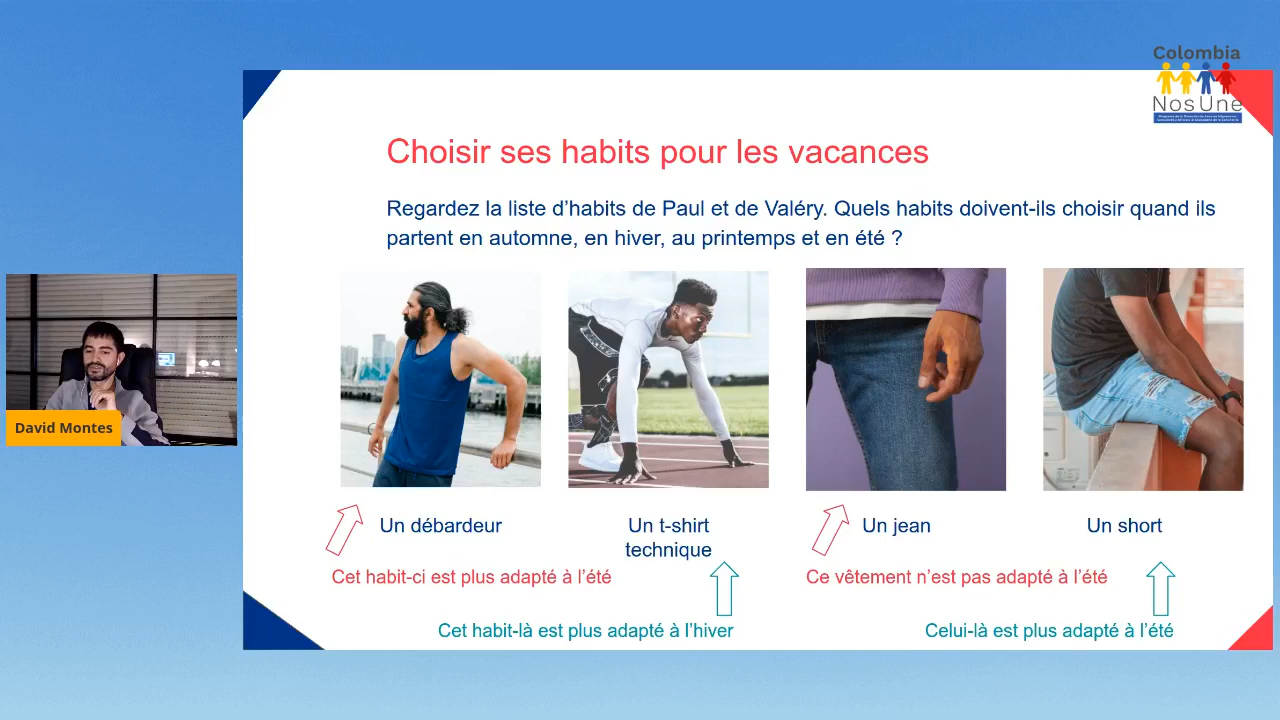 Colombia
NosUne
Choisir ses habits pour les vacances
Regardez la liste d’habits de Paul et de Valéry. Quels habits doivent-ils choisir quand ils
partent en automne, en hiver, au printemps et en été ?
David Montes
Un débardeur
Un t-shirt
technique
Un jean
Un short
Cet habit-ci est plus adapté à l’été
Ce vêtement n’est pas adapté à l’été
Cet habit-là est plus adapté à l’hiver
Celui-là est plus adapté à l’été